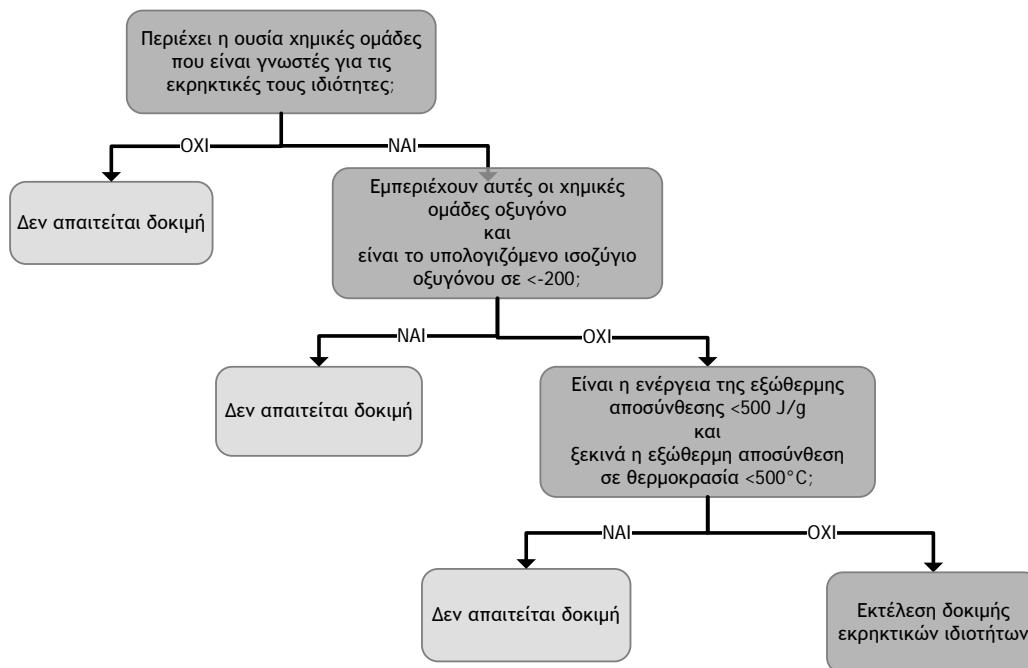 Περιέχει η ουσία χημικές ομάδες
που είναι γνωστές για τις
εκρηκτικές τους ιδιότητες;
ΟΧΙ
ΝΑΙ
Δεν απαιτείται δοκιμή
Εμπεριέχουν αυτές οι χημικές
ομάδες οξυγόνο
και
είναι το υπολογιζόμενο ισοζύγιο
οξυγόνου σε <-200;
ΝΑΙ
ΟΧΙ
Δεν απαιτείται δοκιμή
Είναι η ενέργεια της εξώθερμης
αποσύνθεσης <500 J/g
και
ξεκινά η εξώθερμη αποσύνθεση
σε θερμοκρασία <500°C;
ΝΑΙ
ΟΧΙ
Δεν απαιτείται δοκιμή
Εκτέλεση δοκιμής
εκρηκτικών ιδιοτήτων